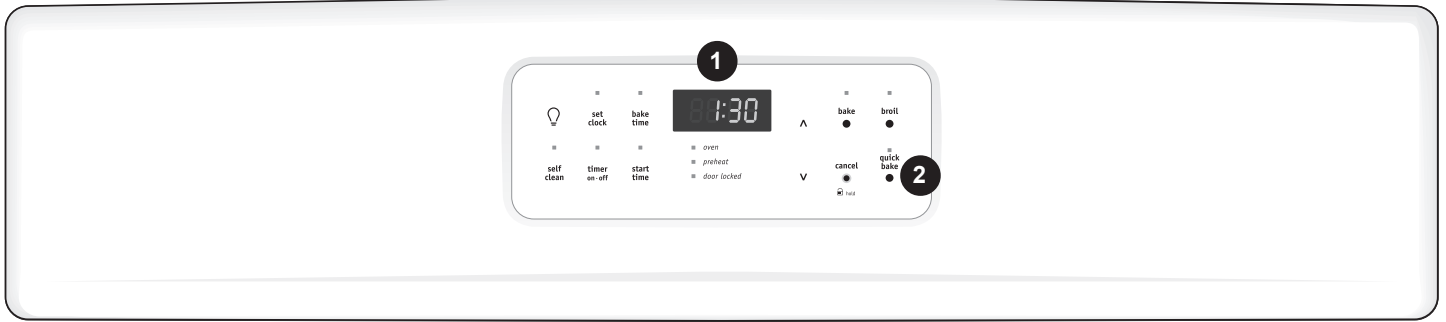 1
1:30
set
clock
bake
time
bake
broil
oven
preheat
door locked
self
clean
timer
on - off
start
time
cancel
hold
quick
bake
2